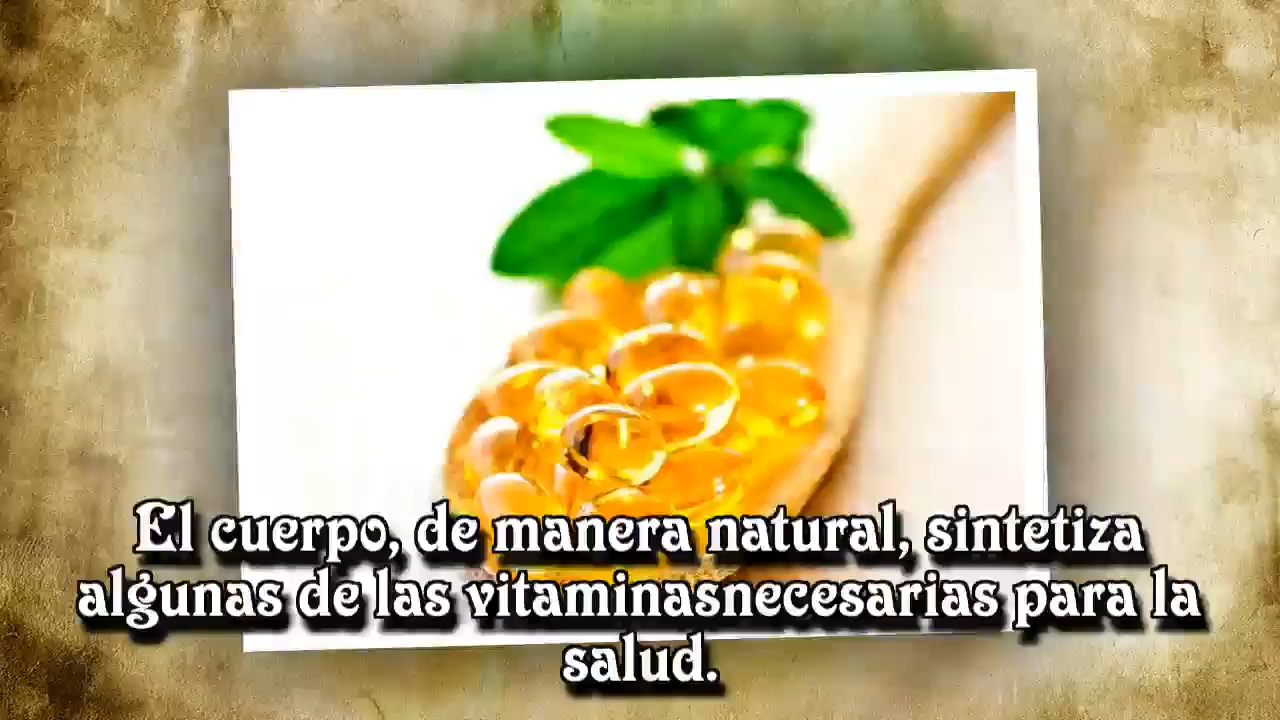 El cuerpo, de manera natural, sintetiza
algunas de las vitaminasnecesarias para la
salud.